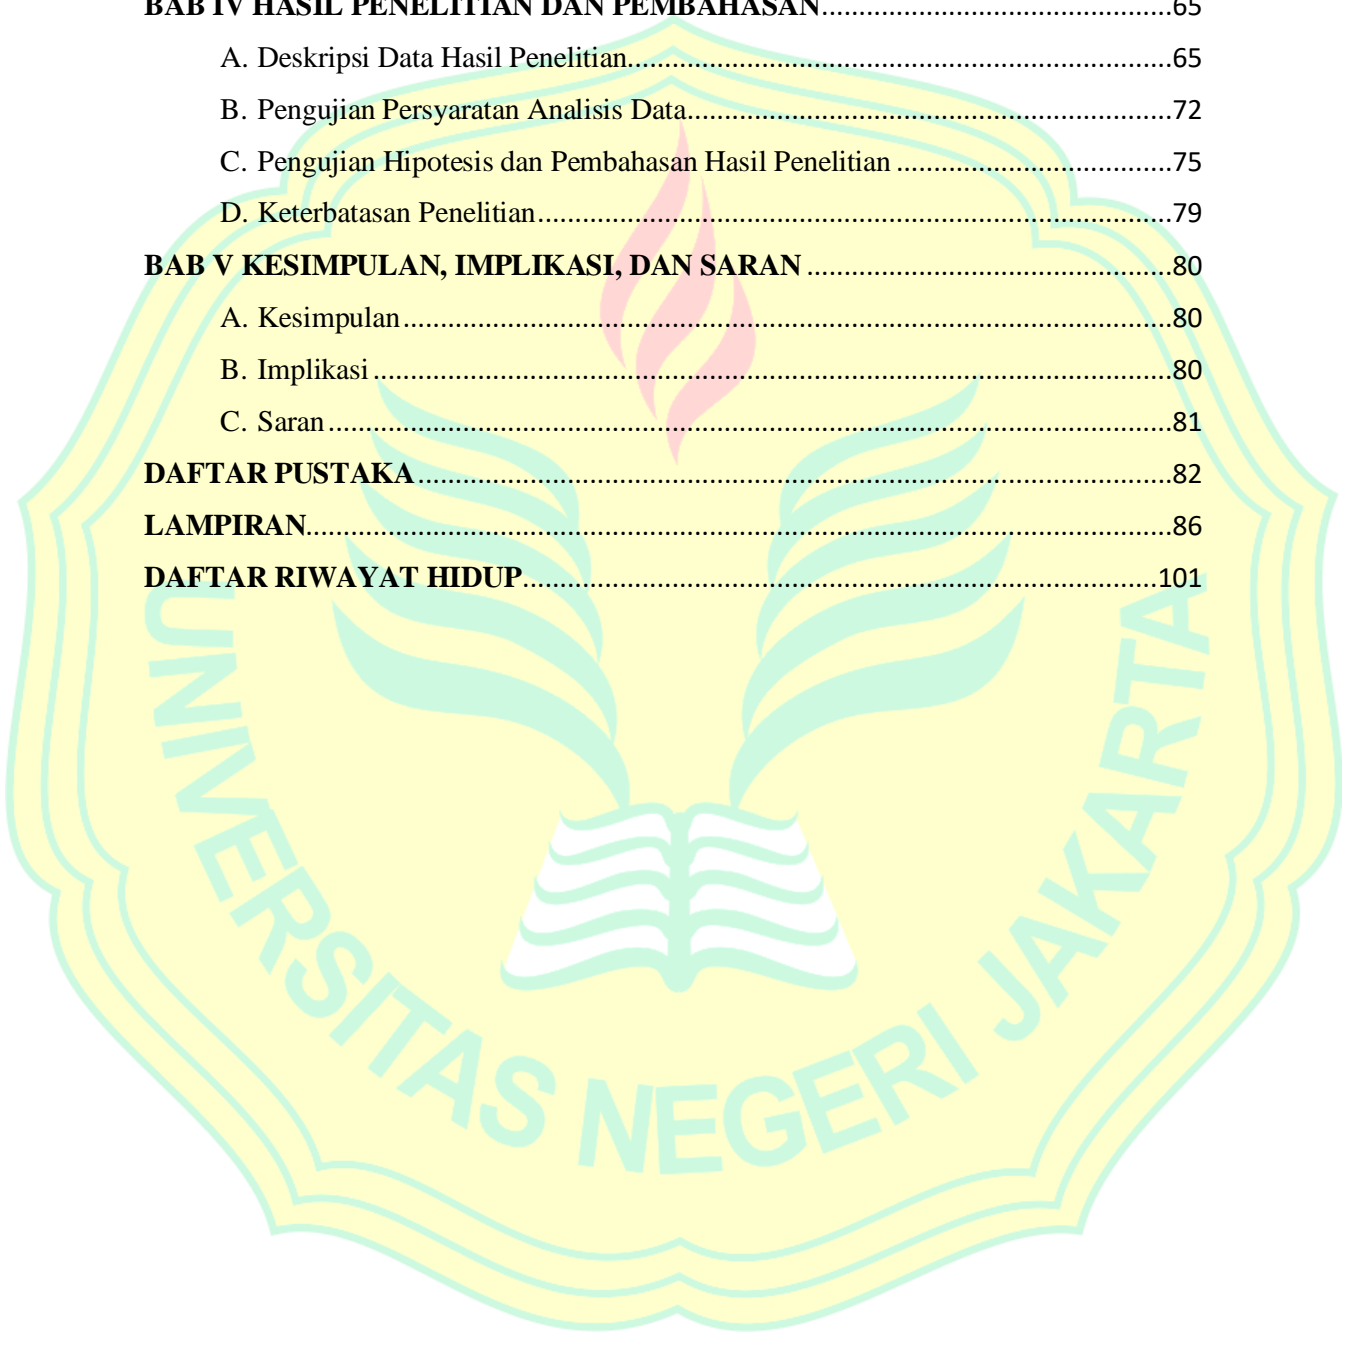 BAB IV HASIL PENELITIAN DAN PEMBAHASAN.....65
A. Deskripsi Data Hasil Penelitian.....65
B. Pengujian Persyaratan Analisis Data.....72
C. Pengujian Hipotesis dan Pembahasan Hasil Penelitian.....75
D. Keterbatasan Penelitian.....79
BAB V KESIMPULAN, IMPLIKASI, DAN SARAN.....80
A. Kesimpulan.....80
B. Implikasi.....80
C. Saran.....81
DAFTAR PUSTAKA.....82
LAMPIRAN.....86
DAFTAR RIWAYAT HIDUP.....101
UNIVERSITAS NEGERI JAKARTA